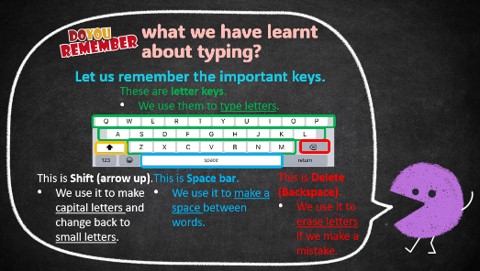 DO YOU
REMEMBER
what we have learnt
about typing?
Let us remember the important keys.
These are letter keys.
• We use them to type letters.
Q W E R T Y U I O P
A S D F G H J K L
Z X C V B N M
123 space return
This is Shift (arrow up).
• We use it to make
capital letters and
change back to
small letters.
This is Space bar.
• We use it to make a
space between
words.
This is Delete
(Backspace).
• We use it to
erase letters
if we make a
mistake